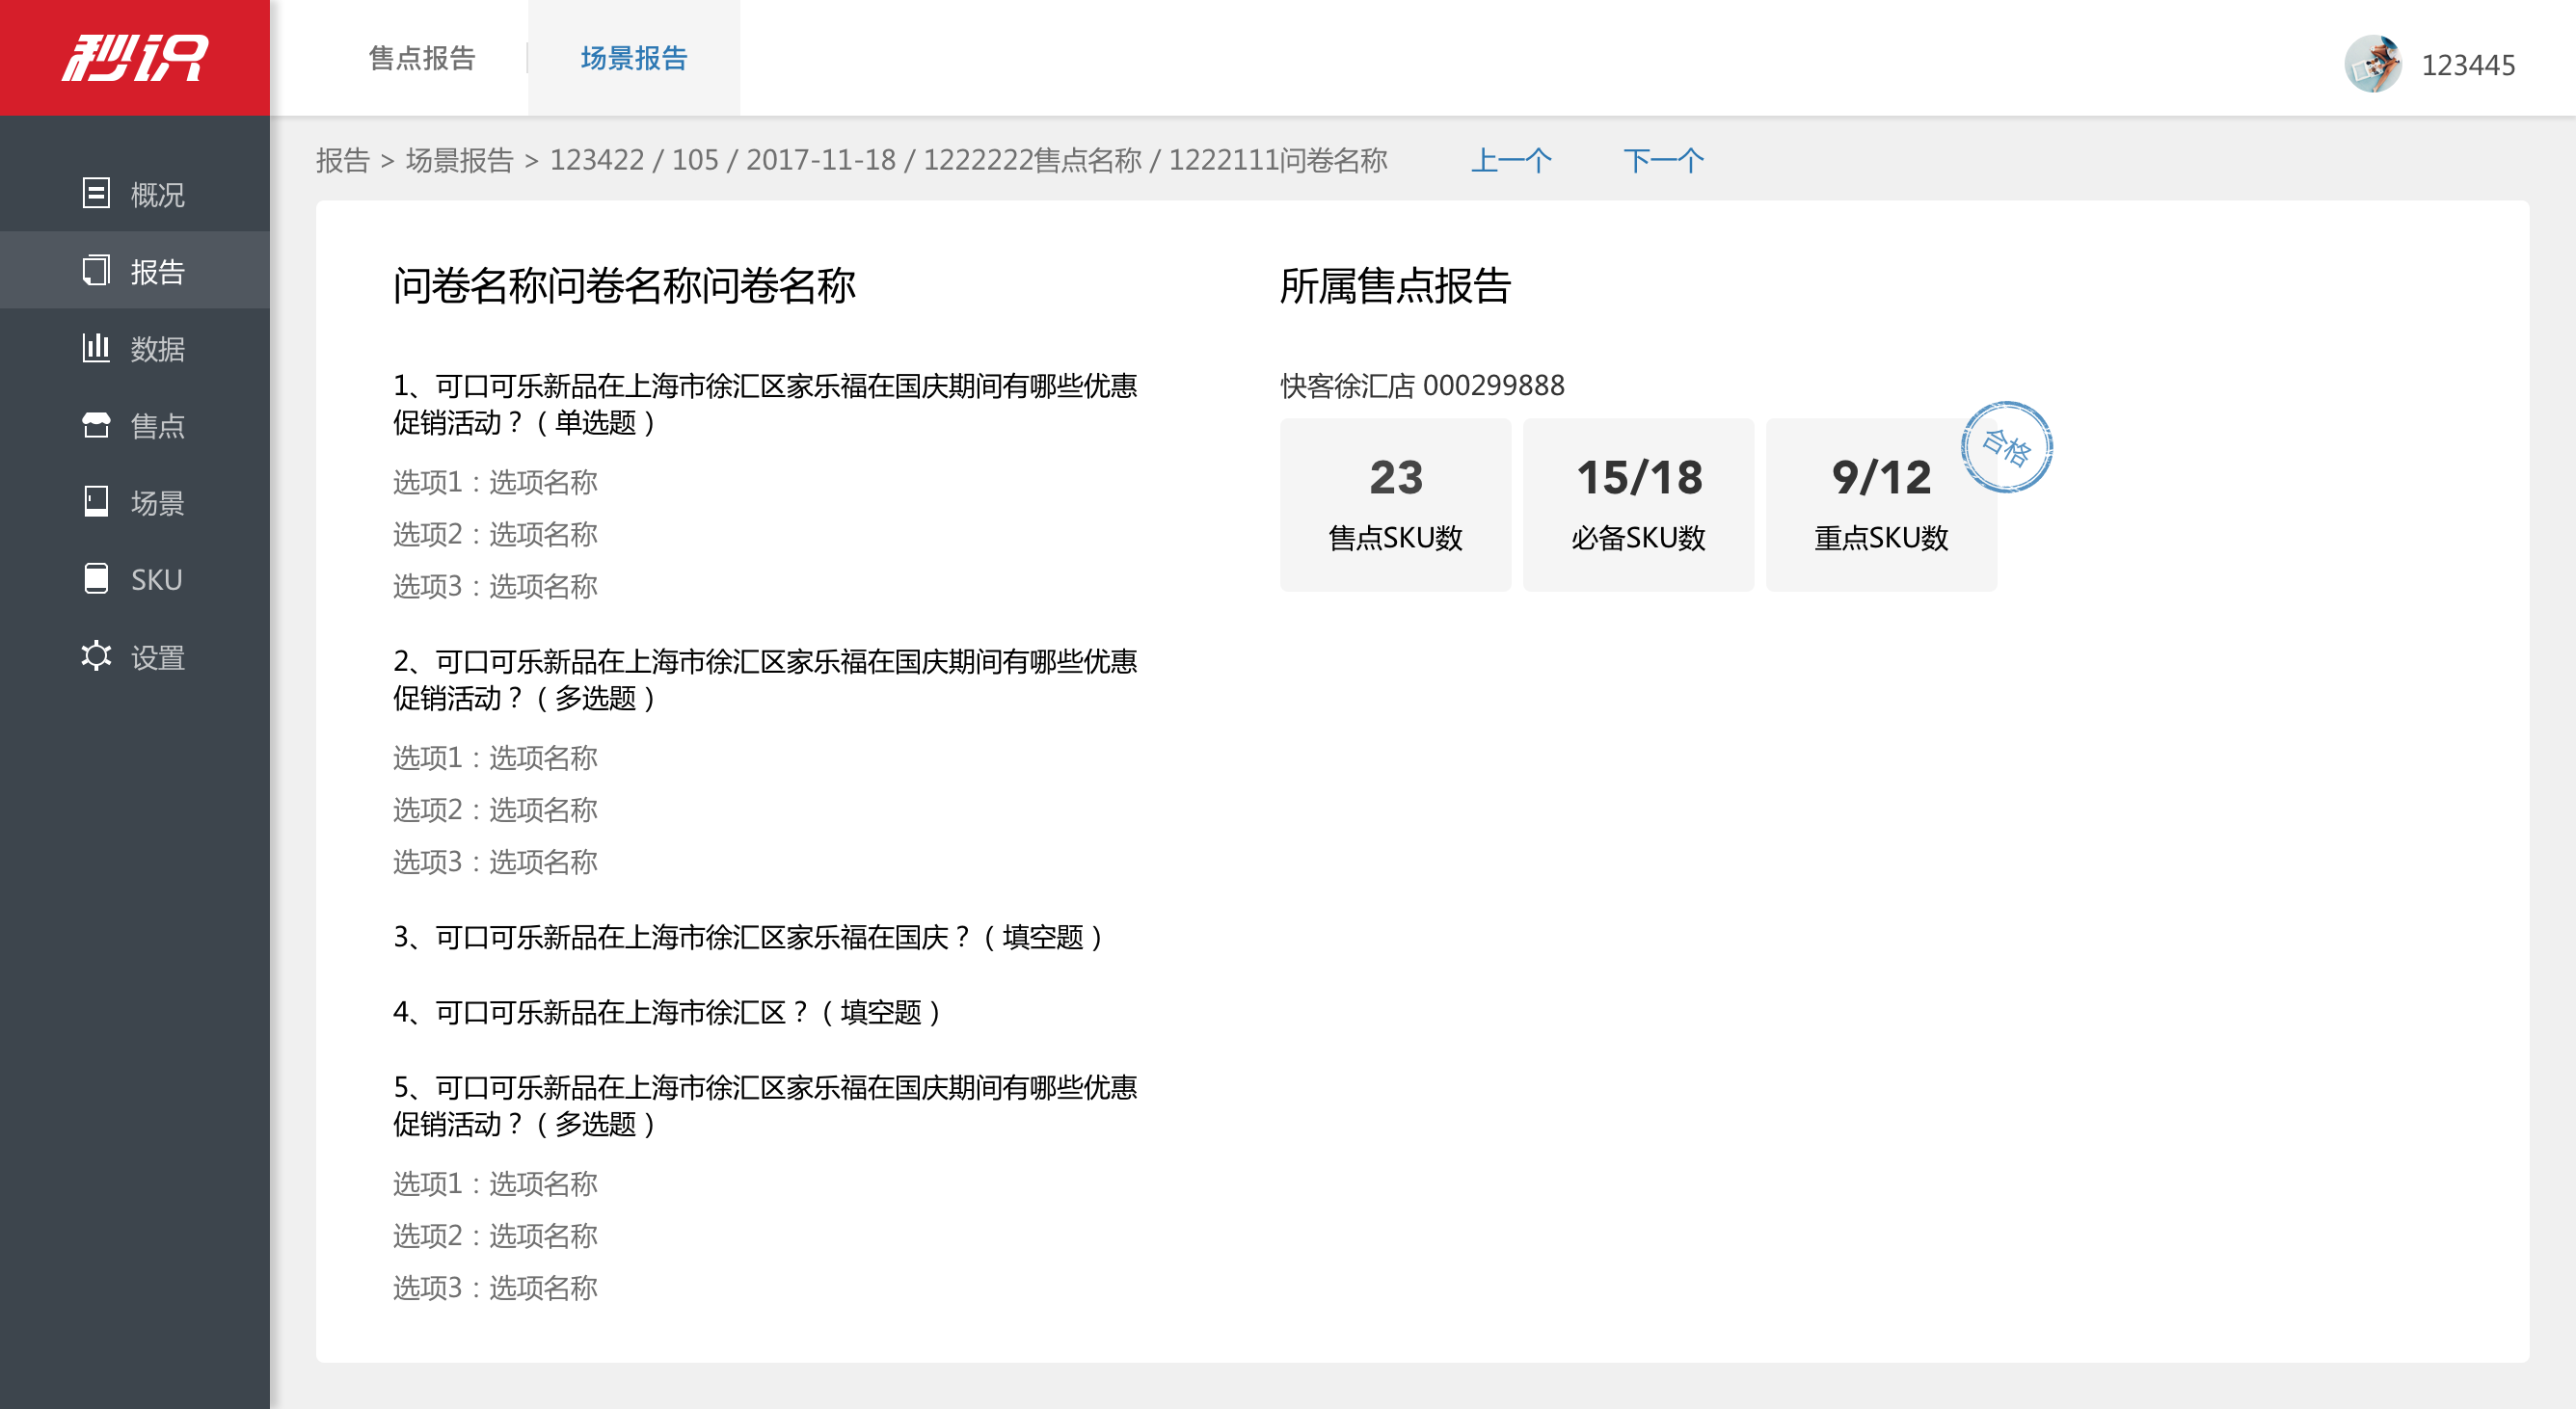 秒识
售点报告
场景报告
123445
概况
报告
数据
售点
场景
SKU
设置
报告 > 场景报告 > 123422 / 105 / 2017-11-18 / 1222222售点名称 / 1222111问卷名称
上一个
下一个
问卷名称问卷名称问卷名称
1、可口可乐新品在上海市徐汇区家乐福在国庆期间有哪些优惠
促销活动？（单选题）
选项1：选项名称
选项2：选项名称
选项3：选项名称
2、可口可乐新品在上海市徐汇区家乐福在国庆期间有哪些优惠
促销活动？（多选题）
选项1：选项名称
选项2：选项名称
选项3：选项名称
3、可口可乐新品在上海市徐汇区家乐福在国庆？（填空题）
4、可口可乐新品在上海市徐汇区？（填空题）
5、可口可乐新品在上海市徐汇区家乐福在国庆期间有哪些优惠
促销活动？（多选题）
选项1：选项名称
选项2：选项名称
选项3：选项名称
所属售点报告
快客徐汇店 000299888
23
售点SKU数
15/18
必备SKU数
9/12
重点SKU数
合格